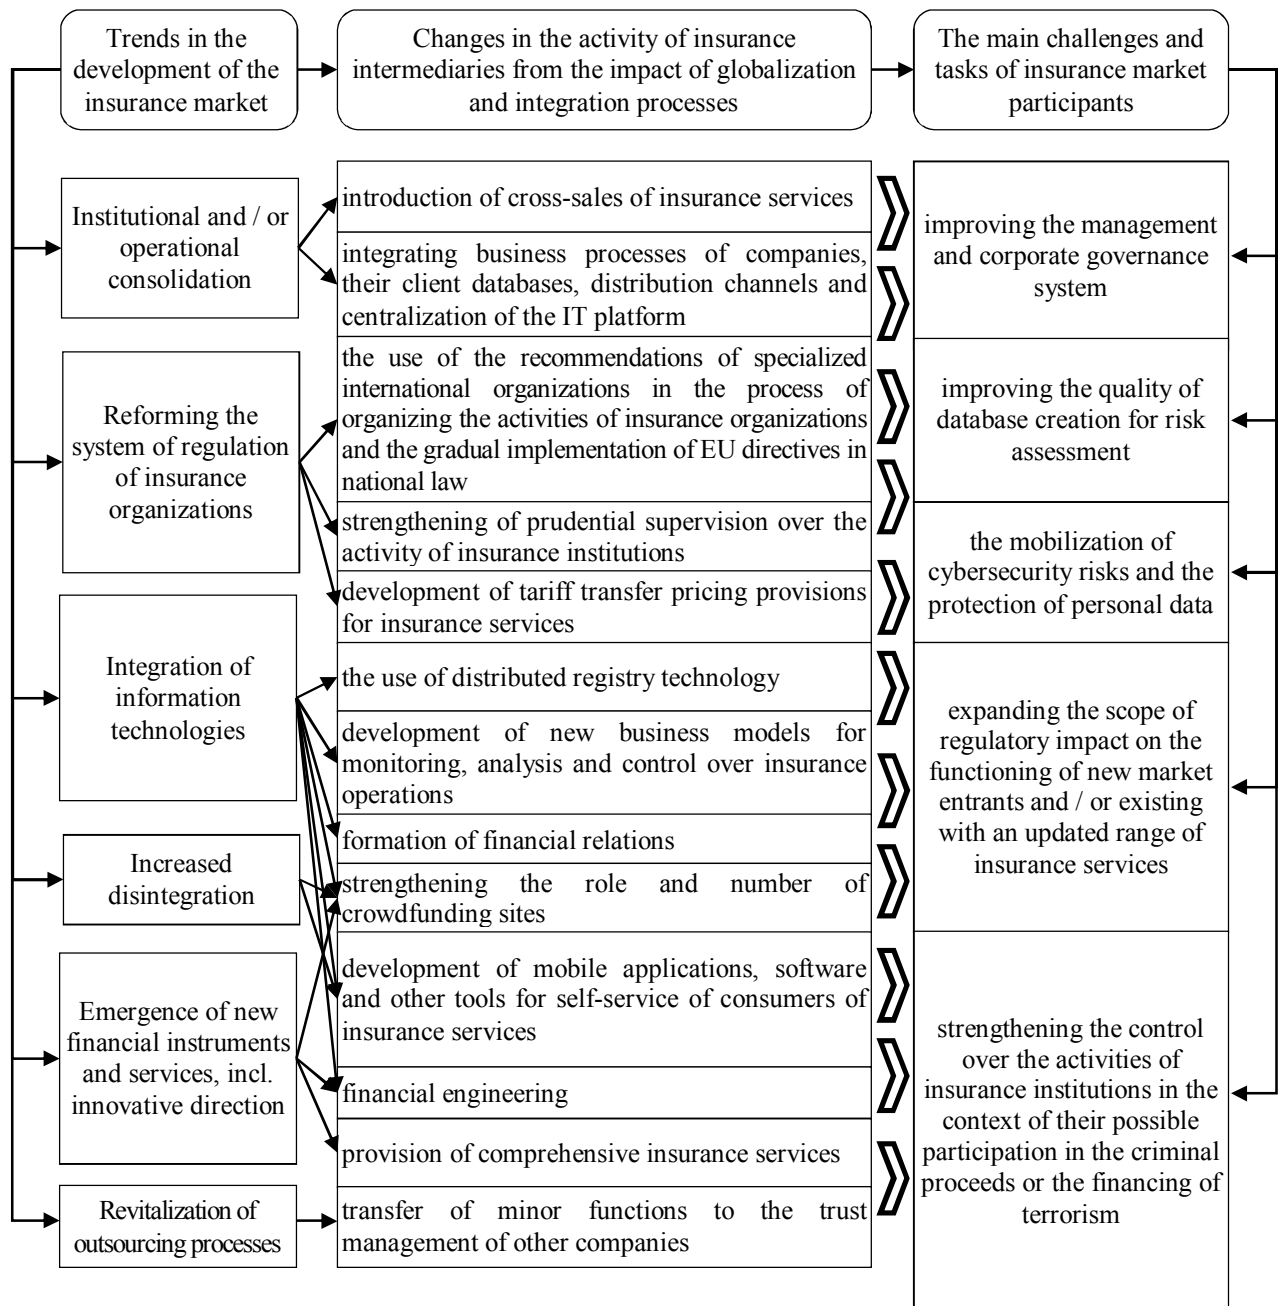 Trends in the
development of the
insurance market
Changes in the activity of insurance
intermediaries from the impact of globalization
and integration processes
The main challenges and
tasks of insurance market
participants
Institutional and / or
operational
consolidation
Reforming the
system of regulation
of insurance
organizations
Integration of
information
technologies
Increased
disintegration
Emergence of new
financial instruments
and services, incl.
innovative direction
Revitalization of
outsourcing processes
introduction of cross-sales of insurance services
integrating business processes of companies,
their client databases, distribution channels and
centralization of the IT platform
the use of the recommendations of specialized
international organizations in the process of
organizing the activities of insurance organizations
and the gradual implementation of EU directives in
national law
strengthening of prudential supervision over the
activity of insurance institutions
development of tariff transfer pricing provisions
for insurance services
the use of distributed registry technology
development of new business models for
monitoring, analysis and control over insurance
operations
formation of financial relations
strengthening the role and number of
crowdfunding sites
development of mobile applications, software
and other tools for self-service of consumers of
insurance services
financial engineering
provision of comprehensive insurance services
transfer of minor functions to the trust
management of other companies
improving the management
and corporate governance
system
improving the quality of
database creation for risk
assessment
the mobilization of
cybersecurity risks and the
protection of personal data
expanding the scope of
regulatory impact on the
functioning of new market
entrants and / or existing
with an updated range of
insurance services
strengthening the control
over the activities of
insurance institutions in the
context of their possible
participation in the criminal
proceeds or the financing of
terrorism